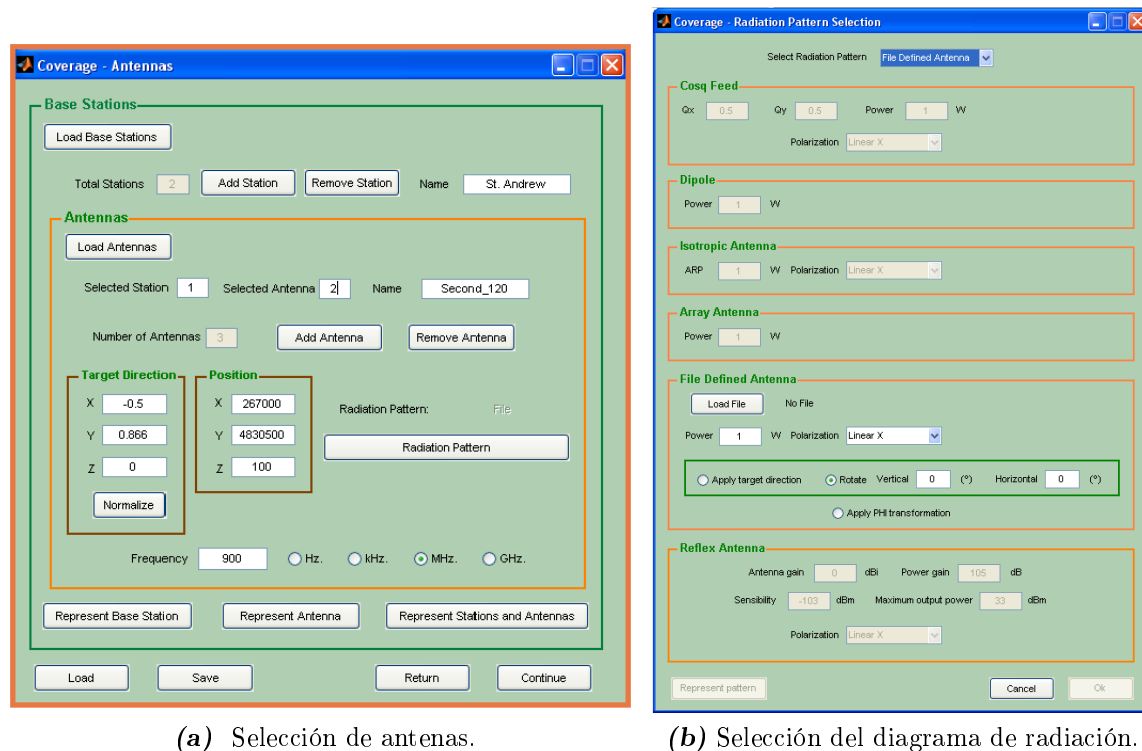 Coverage - Antennas
Base Stations
Load Base Stations
Total Stations 2 Add Station Remove Station Name St. Andrew
Antennas
Load Antennas
Selected Station 1 Selected Antenna 2 Name Second_120
Number of Antennas 3 Add Antenna Remove Antenna
Target Direction Position
X -0.5 X 267000 Radiation Pattern: File
Y 0.866 Y 4830500 Radiation Pattern
Z 0 Z 100
Normalize
Frequency 900 Hz. kHz. MHz. GHz.
Represent Base Station Represent Antenna Represent Stations and Antennas
Load Save Return Continue
(a) Selección de antenas.
Coverage - Radiation Pattern Selection
Select Radiation Pattern File Defined Antenna
Cosq Feed
Qx 0.5 Qy 0.5 Power 1 W
Polarization Linear X
Dipole
Power 1 W
Isotropic Antenna
ARP 1 W Polarization Linear X
Array Antenna
Power 1 W
File Defined Antenna
Load File No File
Power 1 W Polarization Linear X
Apply target direction Rotate Vertical 0 (º) Horizontal 0 (º)
Apply PHI transformation
Reflex Antenna
Antenna gain 0 dBi Power gain 105 dB
Sensibility -103 dBm Maximum output power 33 dBm
Polarization Linear X
Represent pattern Cancel Ok
(b) Selección del diagrama de radiación.